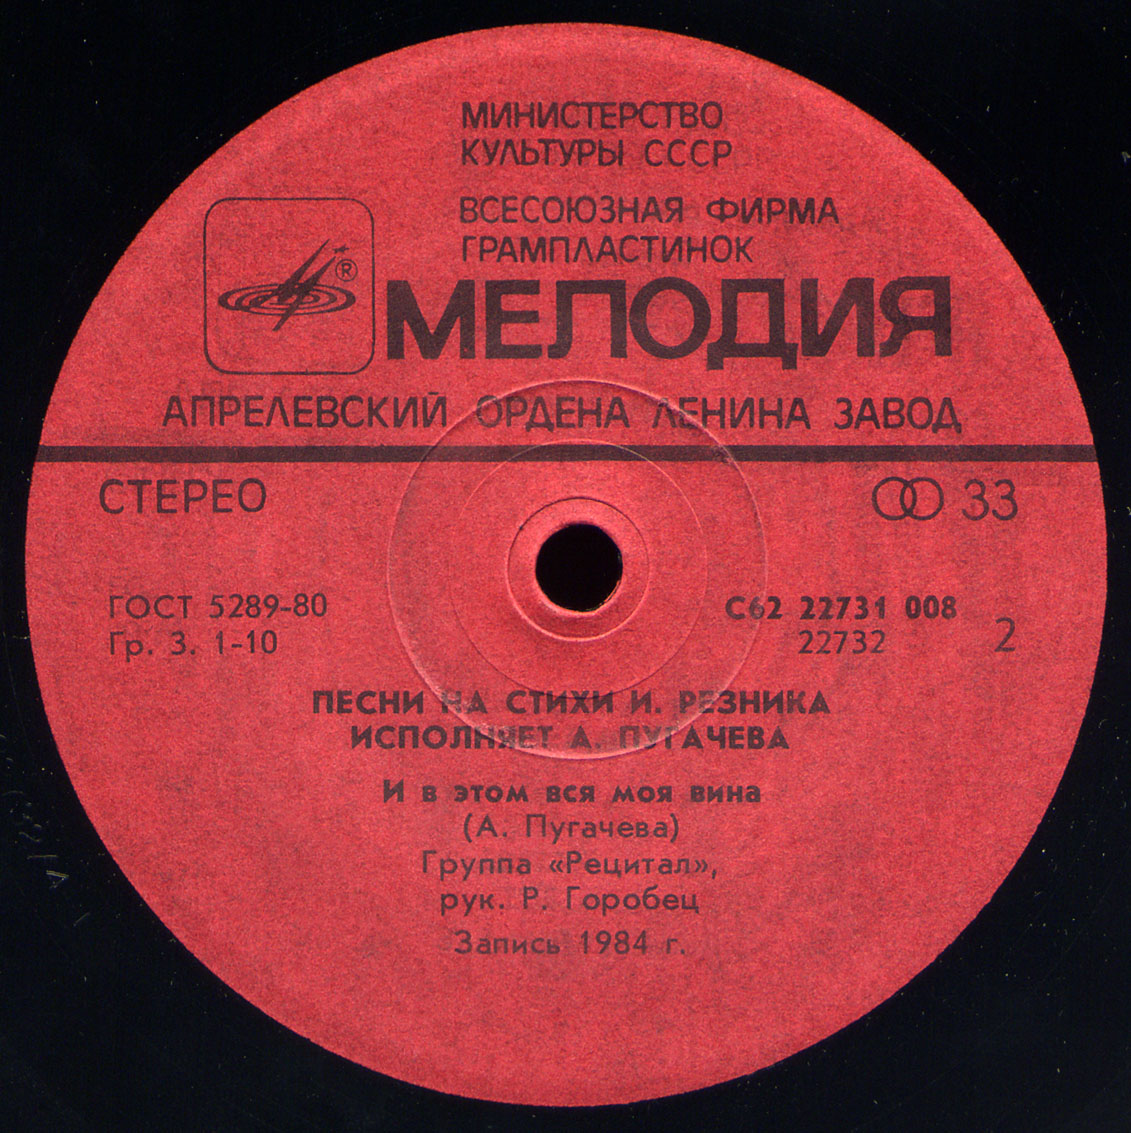 МИНИСТЕРСТВО
КУЛЬТУРЫ СССР
ВСЕСОЮЗНАЯ ФИРМА
ГРАМПЛАСТИНОК
®
МЕЛОДИЯ
АПРЕЛЕВСКИЙ ОРДЕНА ЛЕНИНА ЗАВОД
СТЕРЕО
33
ГОСТ 5289-80
Гр. 3. 1-10
С62 22731 008
22732
2
ПЕСНИ НА СТИХИ И. РЕЗНИКА
ИСПОЛНЯЕТ А. ПУГАЧЕВА
И в этом вся моя вина
(А. Пугачева)
Группа «Рецитал»,
рук. Р. Горобец
Запись 1984 г.